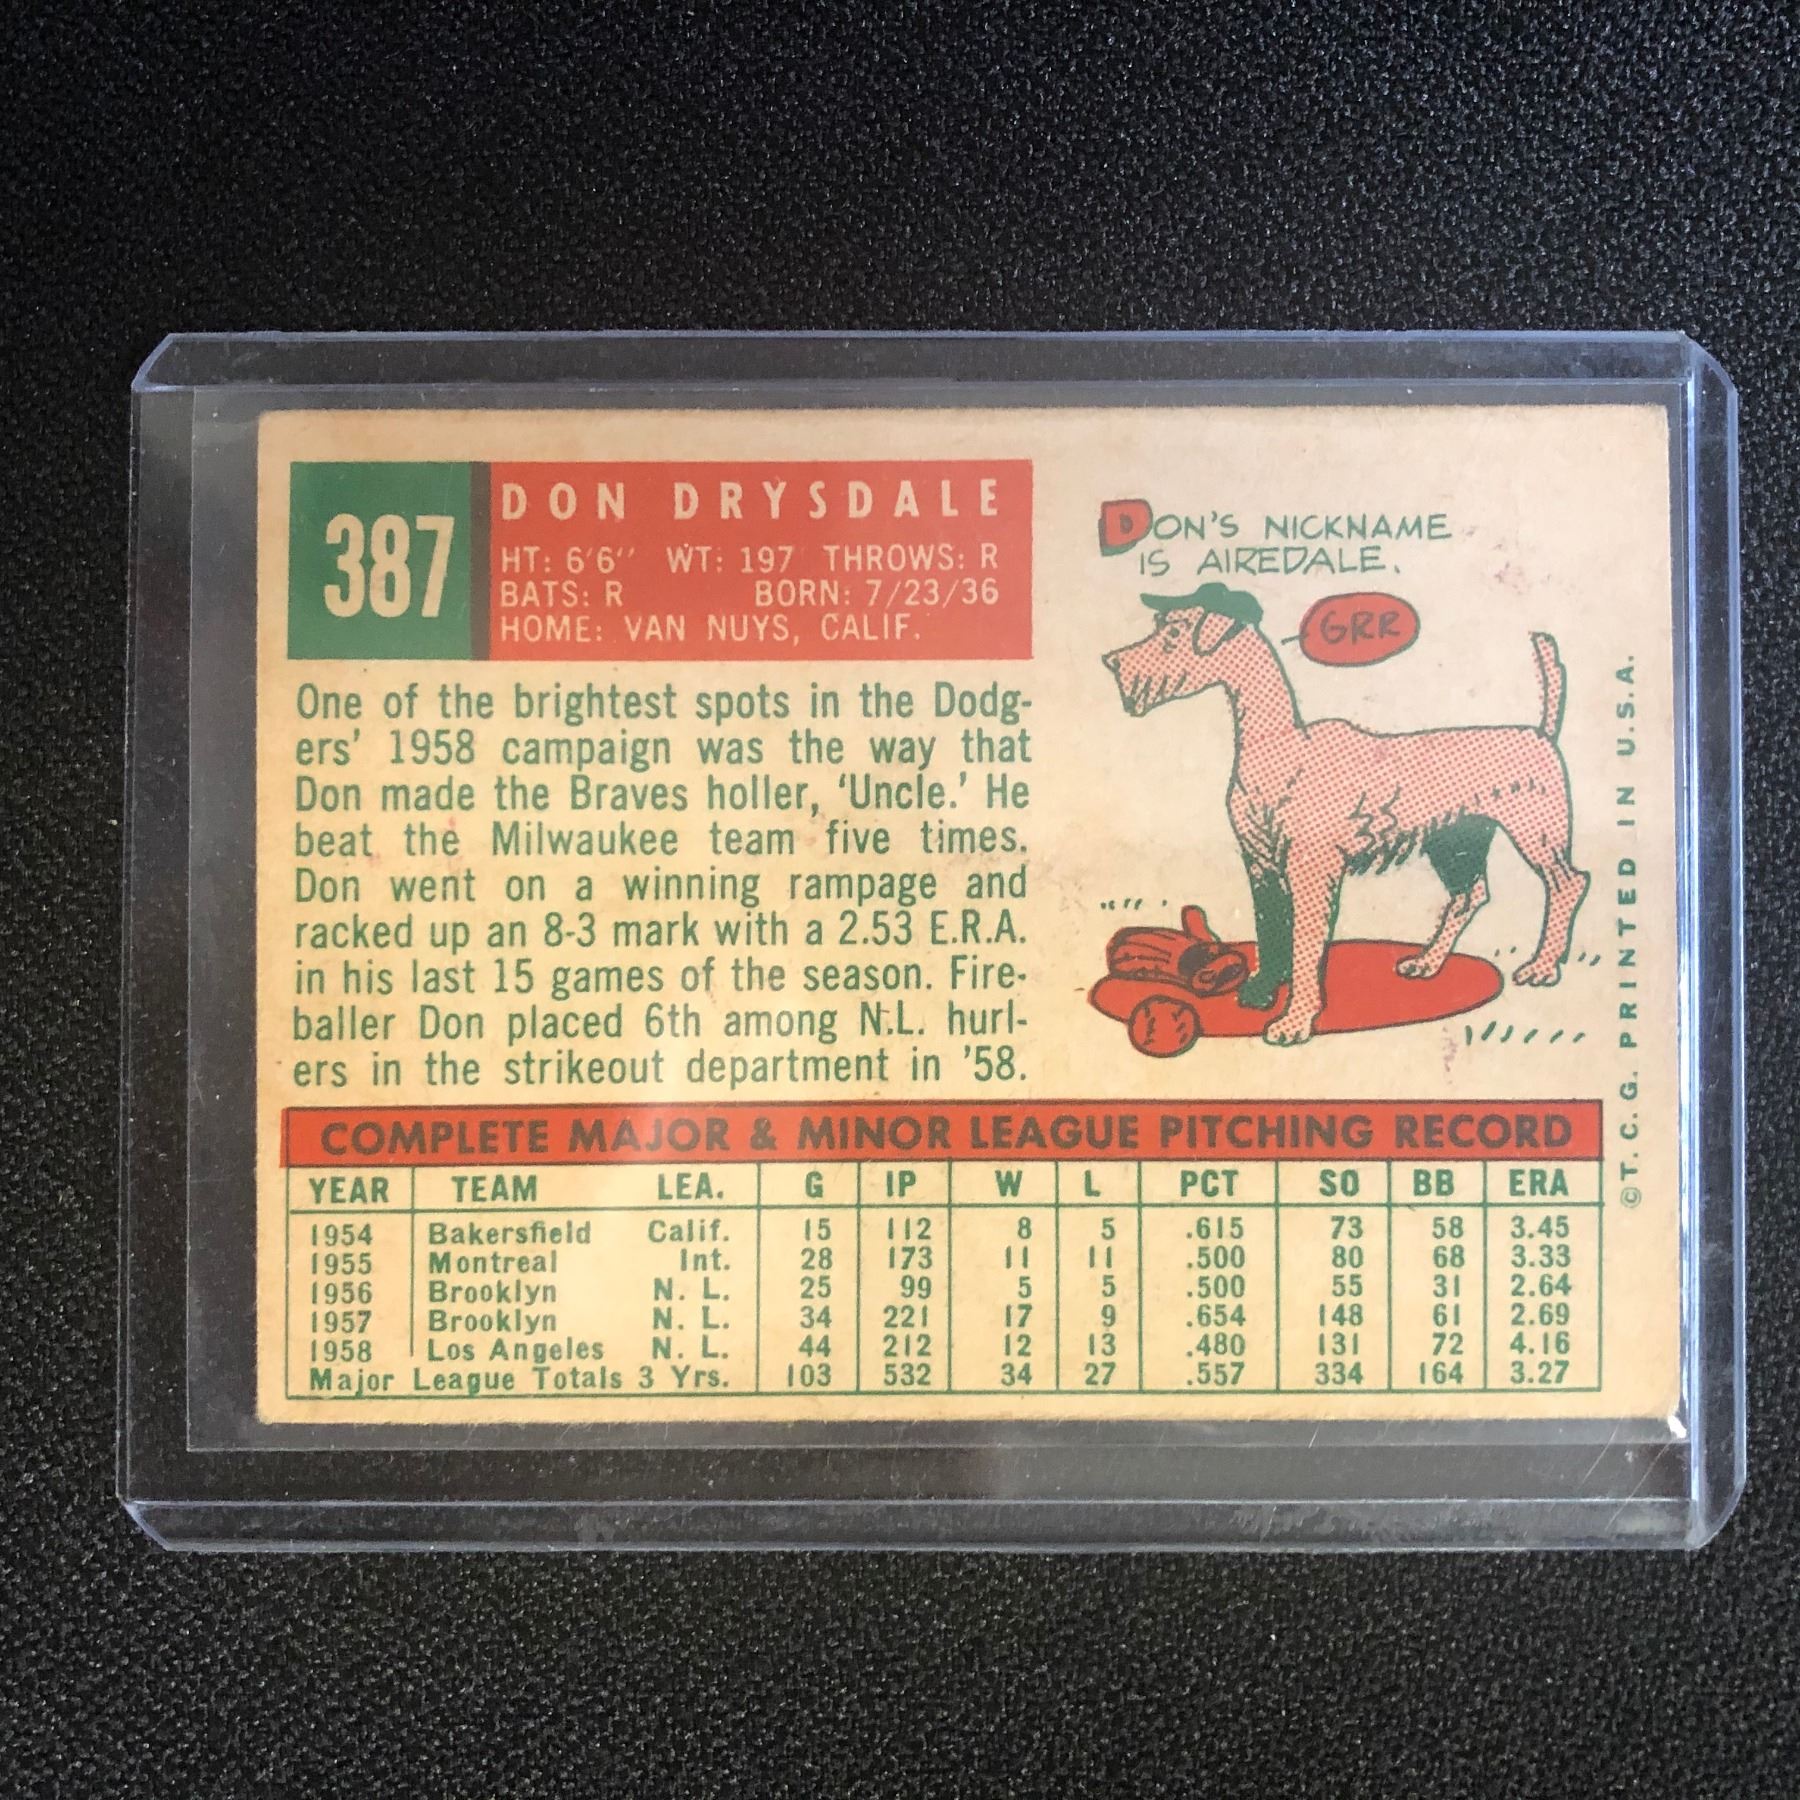 387
DON DRYSDALE
HT: 6'6" WT: 197 THROWS: R
BATS: R BORN: 7/23/36
HOME: VAN NUYS, CALIF.
DON'S NICKNAME
IS AIREDALE.
GRR
One of the brightest spots in the Dodg-
ers' 1958 campaign was the way that
Don made the Braves holler, 'Uncle.' He
beat the Milwaukee team five times.
Don went on a winning rampage and
racked up an 8-3 mark with a 2.53 E.R.A.
in his last 15 games of the season. Fire-
baller Don placed 6th among N.L. hurl-
ers in the strikeout department in '58.
COMPLETE MAJOR & MINOR LEAGUE PITCHING RECORD
YEAR TEAM LEA. G IP W L PCT SO BB ERA
1954 Bakersfield Calif. 15 112 8 5 .615 73 58 3.45
1955 Montreal Int. 28 173 11 11 .500 80 68 3.33
1956 Brooklyn N. L. 25 99 5 5 .500 55 31 2.64
1957 Brooklyn N. L. 34 221 17 9 .654 148 61 2.69
1958 Los Angeles N. L. 44 212 12 13 .480 131 72 4.16
Major League Totals 3 Yrs. 103 532 34 27 .557 334 164 3.27
©T.C.G. PRINTED IN U.S.A.